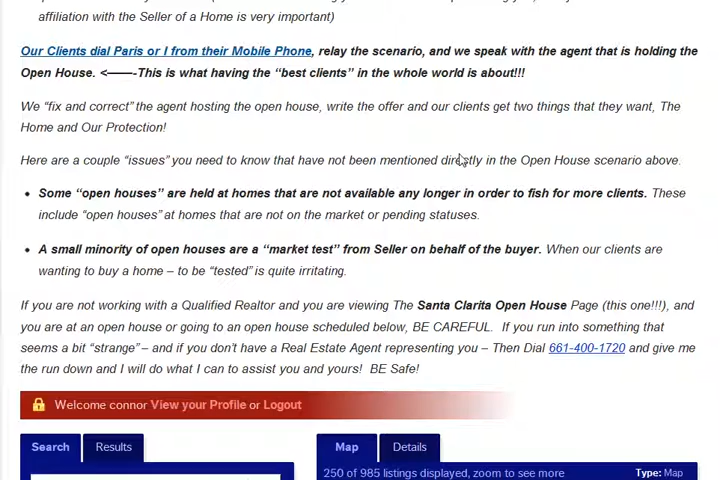 affiliation with the Seller of a Home is very important)
Our Clients dial Paris or I from their Mobile Phone, relay the scenario, and we speak with the agent that is holding the
Open House. <——-This is what having the “best clients” in the whole world is about!!!
We “fix and correct” the agent hosting the open house, write the offer and our clients get two things that they want, The
Home and Our Protection!
Here are a couple “issues” you need to know that have not been mentioned directly in the Open House scenario above.
Some “open houses” are held at homes that are not available any longer in order to fish for more clients. These
include “open houses” at homes that are not on the market or pending statuses.
A small minority of open houses are a “market test” from Seller on behalf of the buyer. When our clients are
wanting to buy a home – to be “tested” is quite irritating.
If you are not working with a Qualified Realtor and you are viewing The Santa Clarita Open House Page (this one!!!), and
you are at an open house or going to an open house scheduled below, BE CAREFUL. If you run into something that
seems a bit “strange” – and if you don’t have a Real Estate Agent representing you – Then Dial 661-400-1720 and give me
the run down and I will do what I can to assist you and yours! BE Safe!
Welcome connor View your Profile or Logout
Search Results Map Details
250 of 985 listings displayed, zoom to see more Type: Map